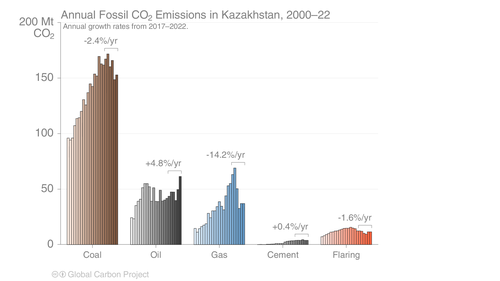 Annual Fossil CO₂ Emissions in Kazakhstan, 2000–22
Annual growth rates from 2017–2022.
200 Mt
CO₂
150
100
50
0
-2.4%/yr
+4.8%/yr
-14.2%/yr
+0.4%/yr
-1.6%/yr
Coal
Oil
Gas
Cement
Flaring
Global Carbon Project